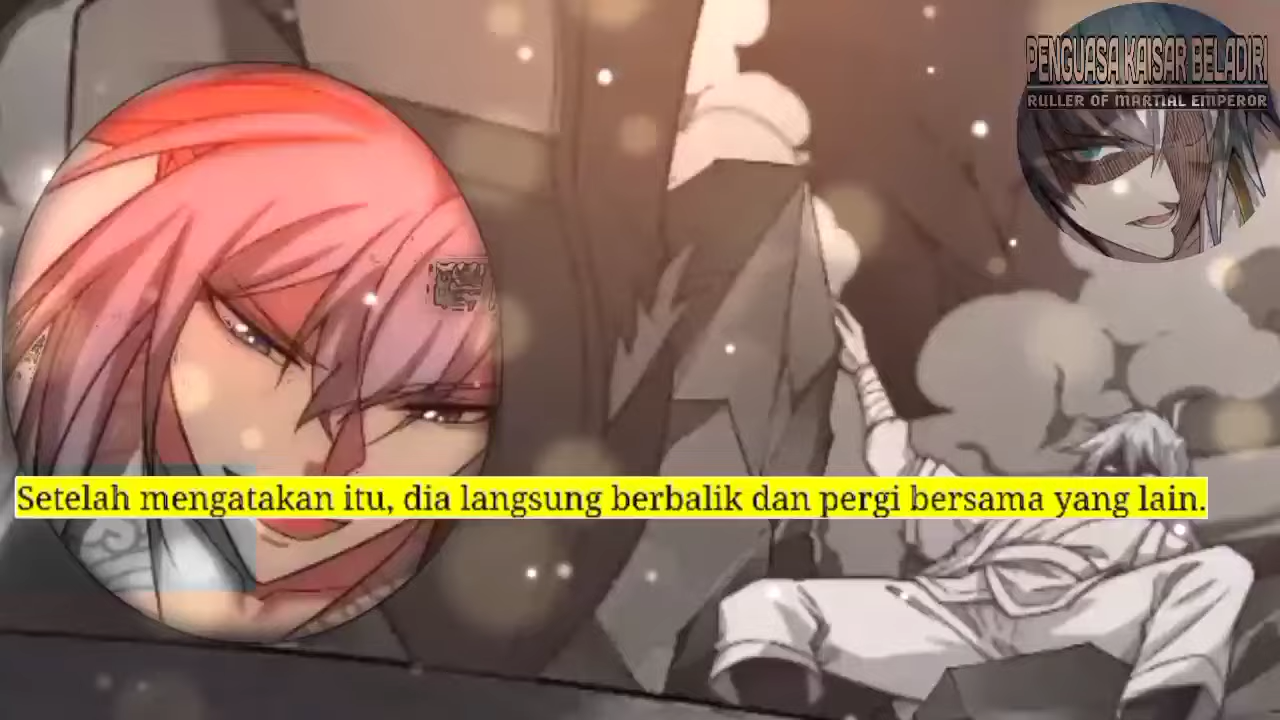 PENGUASA KAISAR BELADIRI
RULLER OF MARTIAL EMPEROR
Setelah mengatakan itu, dia langsung berbalik dan pergi bersama yang lain.